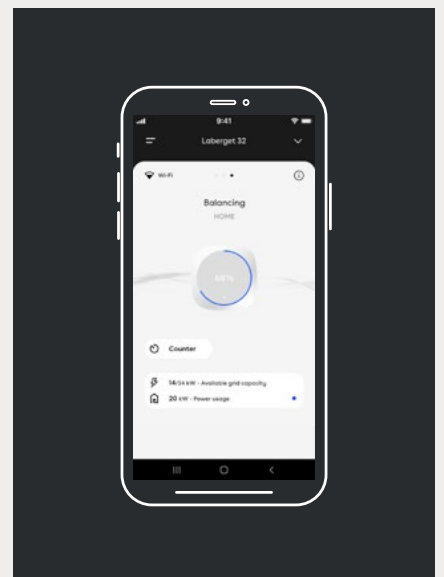 9:41
Laberget 32
Wi-Fi
Balancing
HOME
68%
Counter
14/34 kW - Available grid capacity
20 kW - Power usage